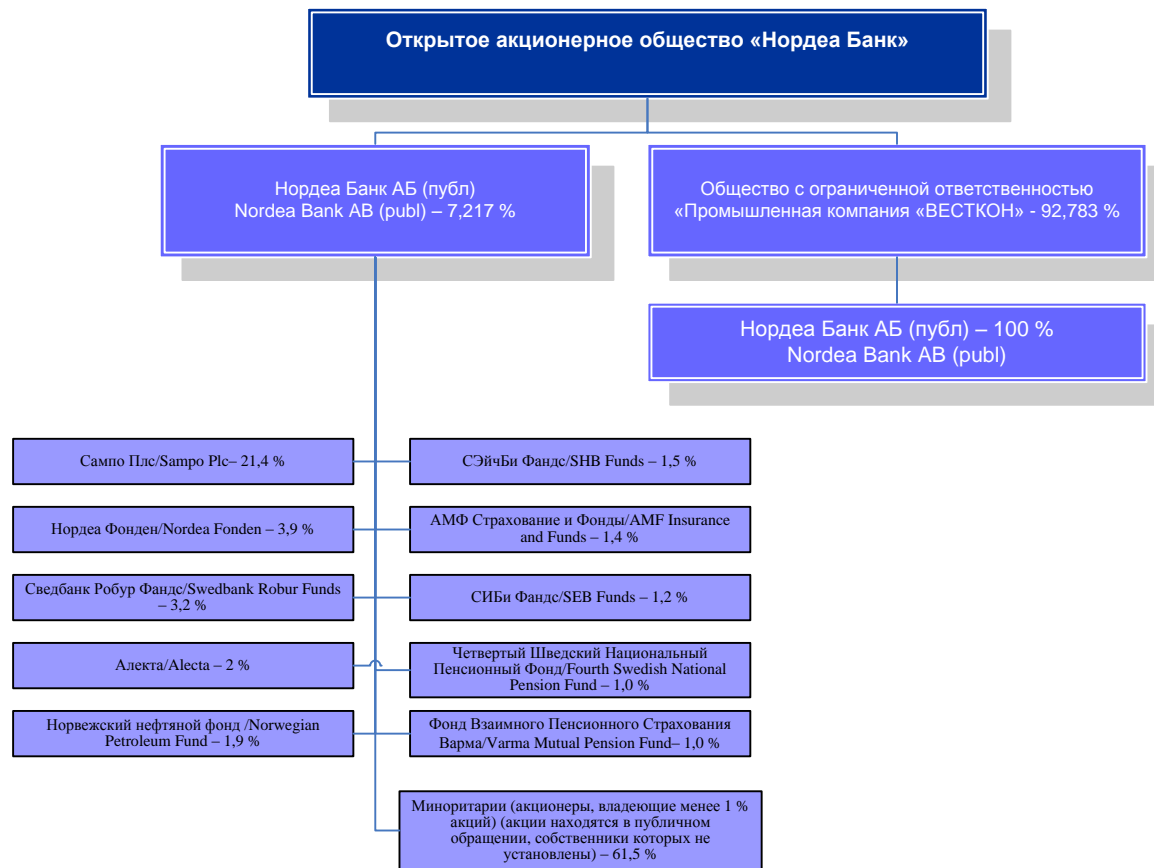 Открытое акционерное общество «Нордеа Банк»
Нордеа Банк АБ (публ)
Nordea Bank AB (publ) – 7,217 %
Общество с ограниченной ответственностью
«Промышленная компания «ВЕСТКОН» - 92,783 %
Нордеа Банк АБ (публ) – 100 %
Nordea Bank AB (publ)
Сампо Плс/Sampo Plc– 21,4 %
СЭйчБи Фандс/SHB Funds – 1,5 %
Нордеа Фонден/Nordea Fonden – 3,9 %
АМФ Страхование и Фонды/AMF Insurance
and Funds – 1,4 %
Сведбанк Робур Фандс/Swedbank Robur Funds
– 3,2 %
СИБи Фандс/SEB Funds – 1,2 %
Алекта/Alecta – 2 %
Четвертый Шведский Национальный
Пенсионный Фонд/Fourth Swedish National
Pension Fund – 1,0 %
Норвежский нефтяной фонд /Norwegian
Petroleum Fund – 1,9 %
Фонд Взаимного Пенсионного Страхования
Варма/Varma Mutual Pension Fund– 1,0 %
Миноритарии (акционеры, владеющие менее 1 %
акций) (акции находятся в публичном
обращении, собственники которых не
установлены) – 61,5 %